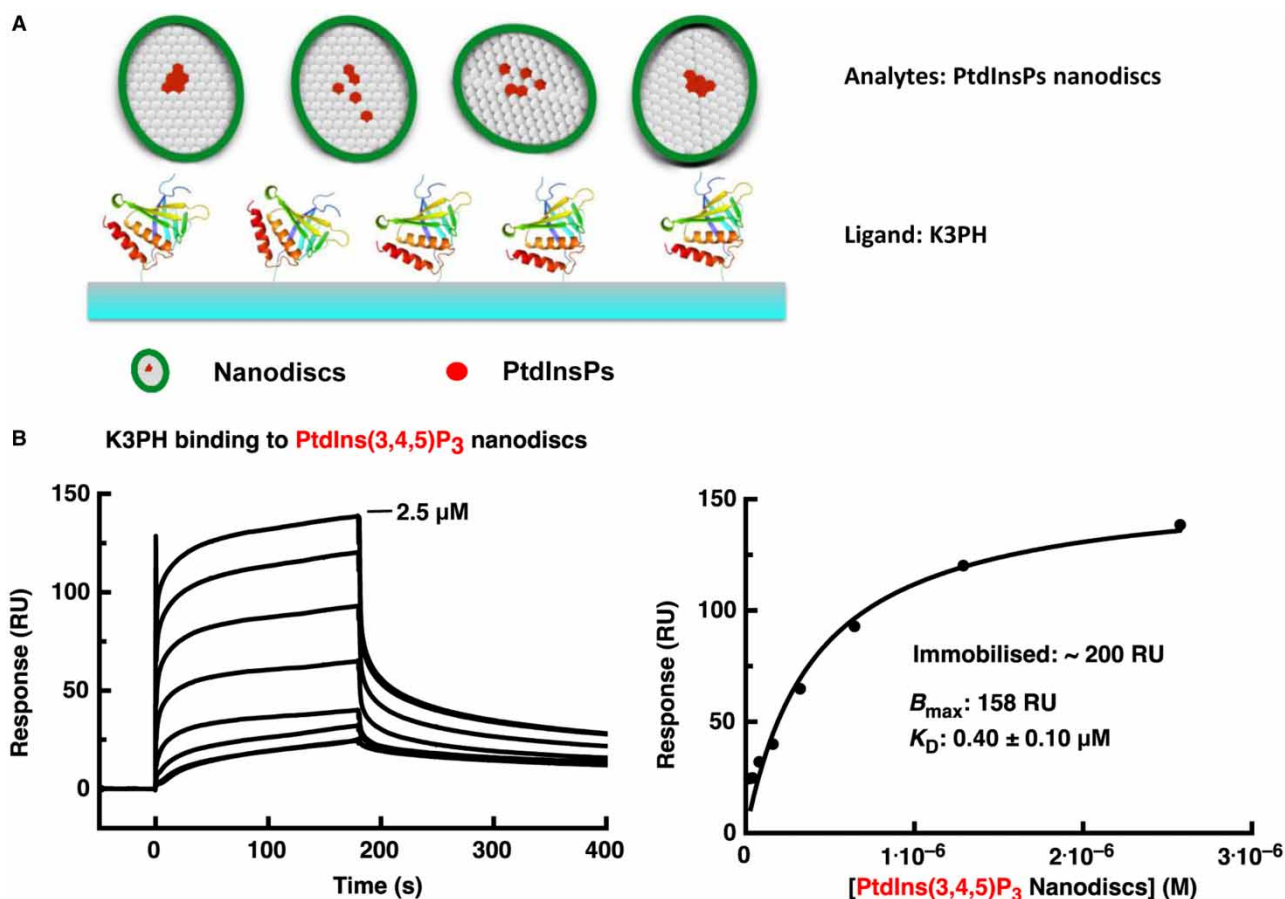 A
Analytes: PtdInsPs nanodiscs
Ligand: K3PH
Nanodiscs
PtdInsPs
B
K3PH binding to PtdIns(3,4,5)P₃ nanodiscs
150
100
50
0
Response (RU)
2.5 µM
0
100
200
300
400
Time (s)
150
100
50
0
Response (RU)
Immobilised: ~ 200 RU
Bmax: 158 RU
KD: 0.40 ± 0.10 µM
0
1·10⁻⁶
2·10⁻⁶
3·10⁻⁶
[PtdIns(3,4,5)P₃ Nanodiscs] (M)